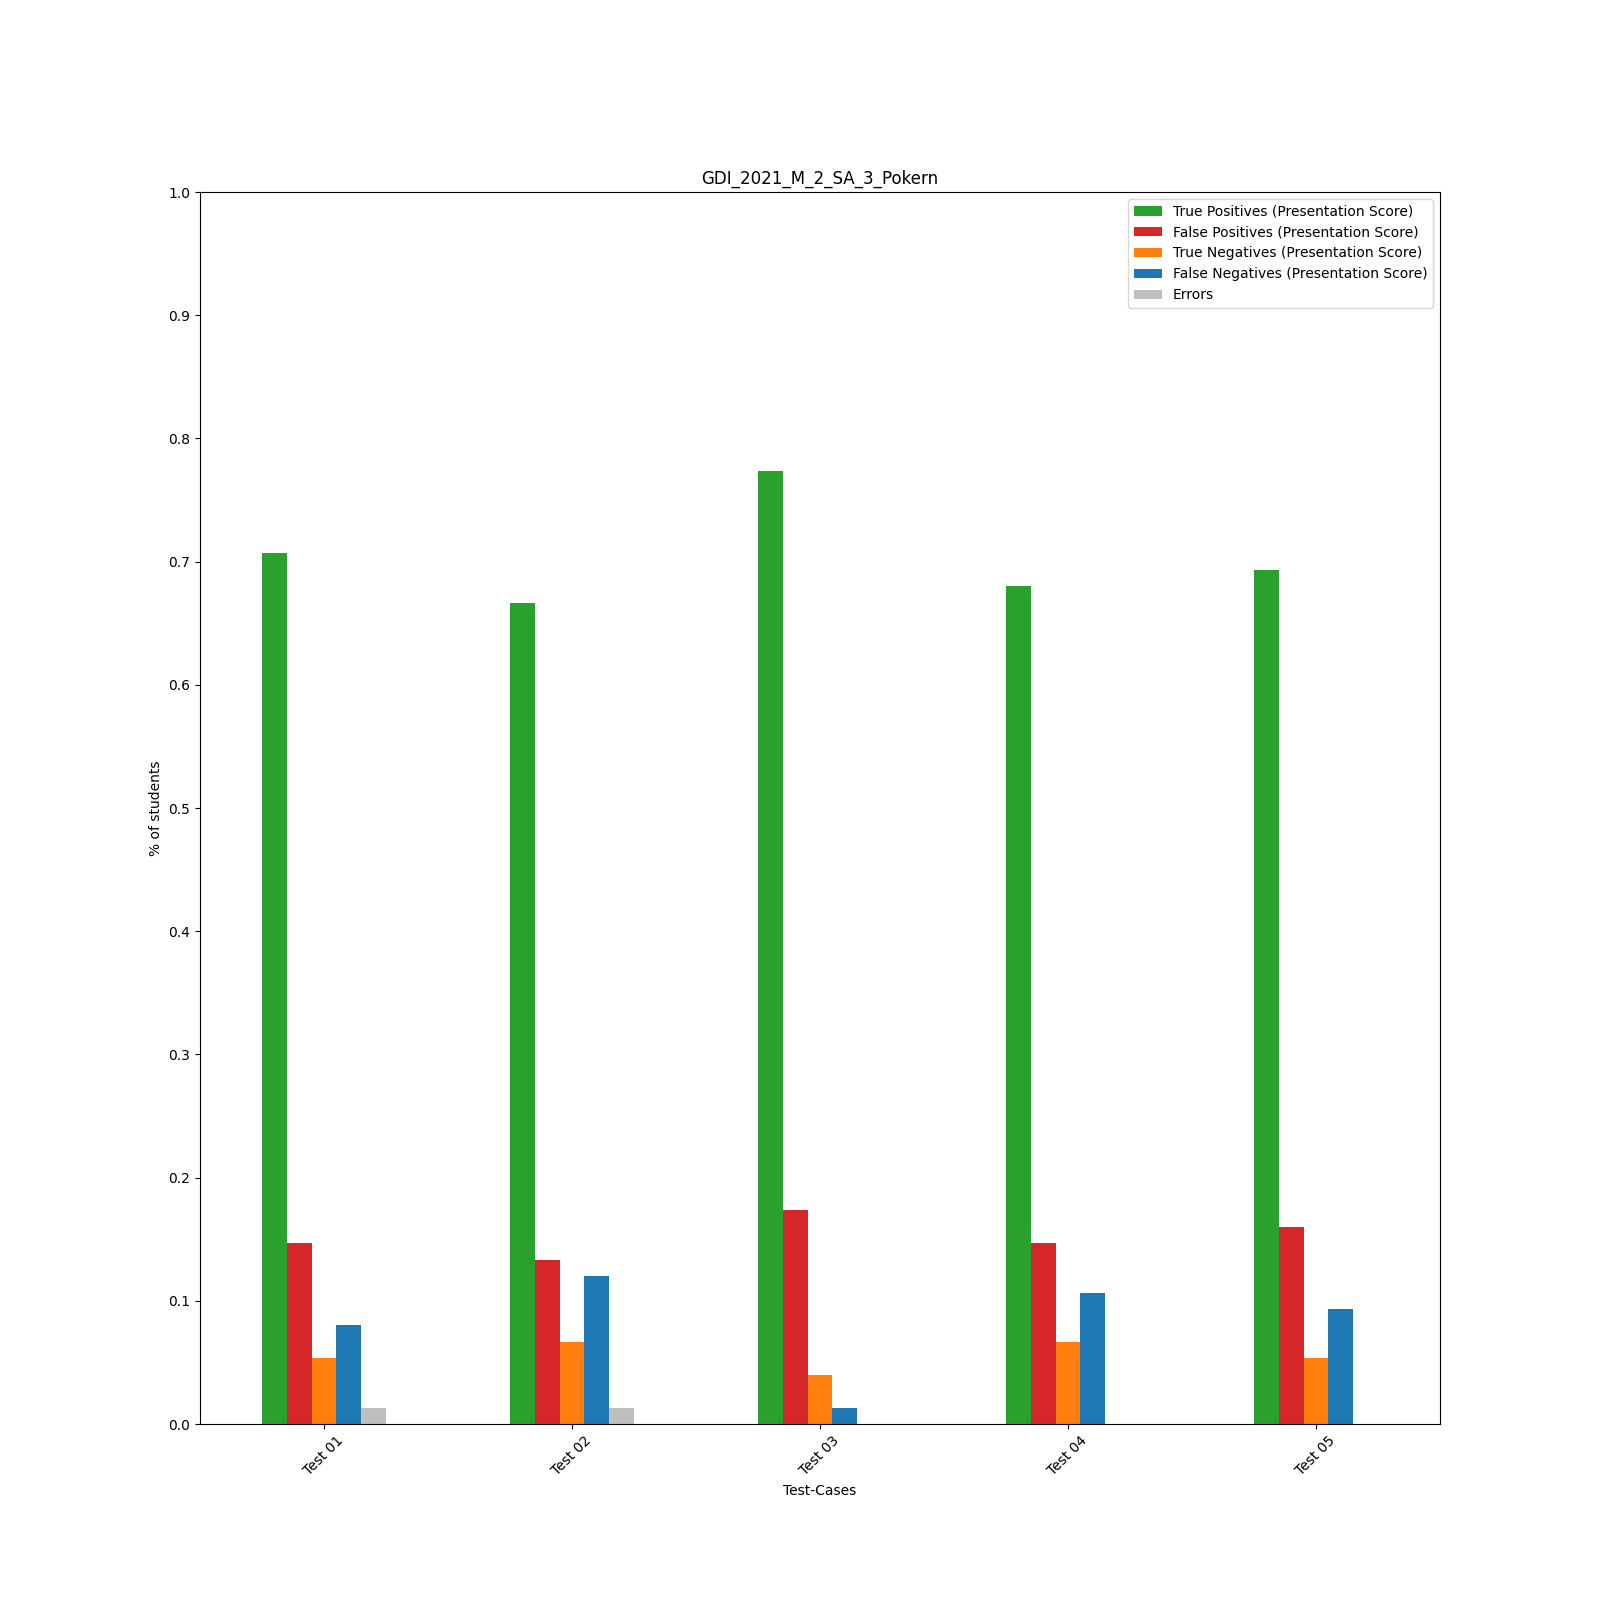 GDI_2021_M_2_SA_3_Pokern
True Positives (Presentation Score)
False Positives (Presentation Score)
True Negatives (Presentation Score)
False Negatives (Presentation Score)
Errors
1.0
0.9
0.8
0.7
0.6
0.5
0.4
0.3
0.2
0.1
0.0
% of students
Test 01
Test 02
Test 03
Test 04
Test 05
Test-Cases